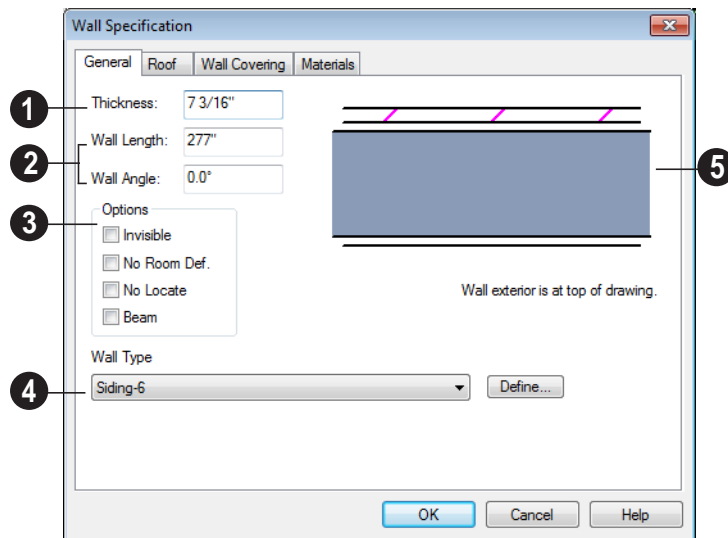 Wall Specification
General Roof Wall Covering Materials
1 Thickness: 7 3/16"
2 Wall Length: 277"
Wall Angle: 0.0°
3 Options
Invisible
No Room Def.
No Locate
Beam
5
Wall exterior is at top of drawing.
Wall Type
4 Siding-6 Define...
OK Cancel Help